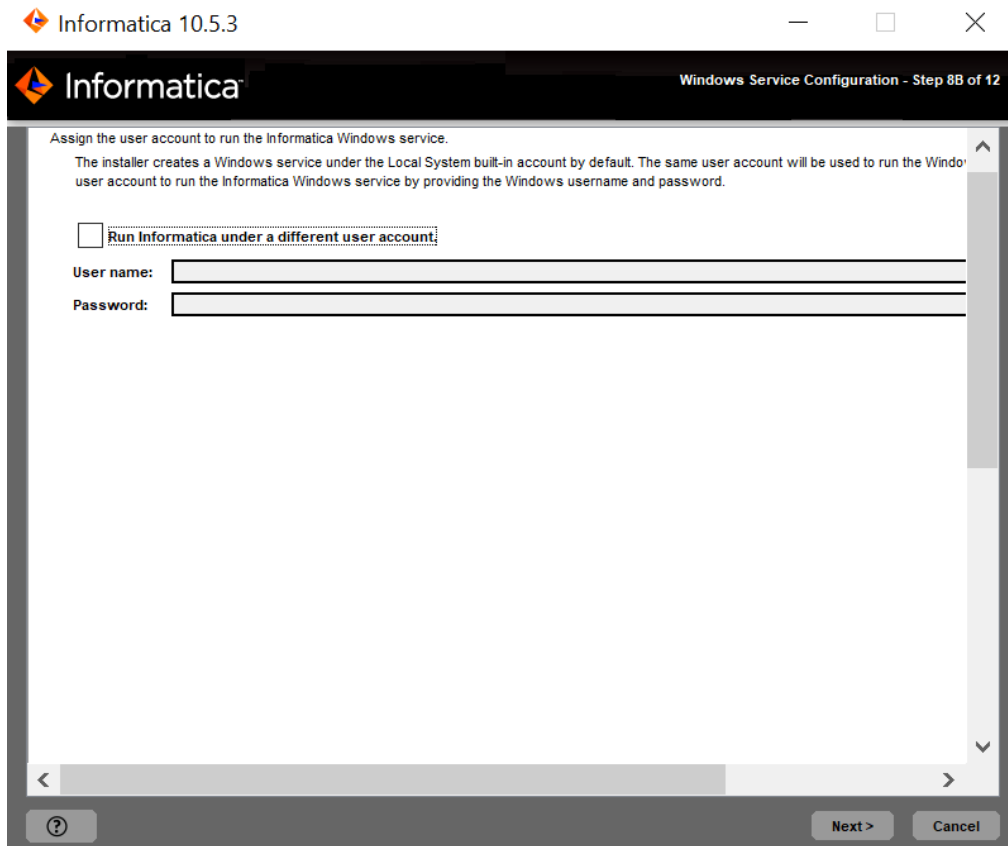 Informatica 10.5.3
Informatica
Windows Service Configuration - Step 8B of 12
Assign the user account to run the Informatica Windows service.
The installer creates a Windows service under the Local System built-in account by default. The same user account will be used to run the
user account to run the Informatica Windows service by providing the Windows username and password.
Run Informatica under a different user account.
User name:
Password:
Next >
Cancel